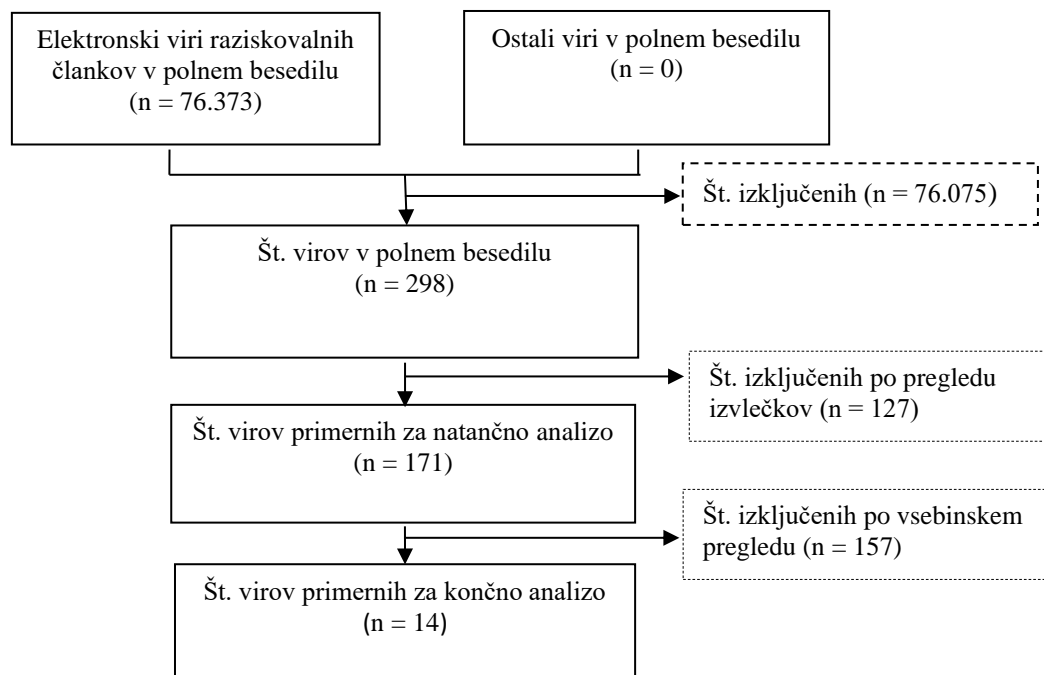 Elektronski viri raziskovalnih
člankov v polnem besedilu
(n = 76.373)
Ostali viri v polnem besedilu
(n = 0)
Št. izključenih (n = 76.075)
Št. virov v polnem besedilu
(n = 298)
Št. izključenih po pregledu
izvlečkov (n = 127)
Št. virov primernih za natančno analizo
(n = 171)
Št. izključenih po vsebinskem
pregledu (n = 157)
Št. virov primernih za končno analizo
(n = 14)